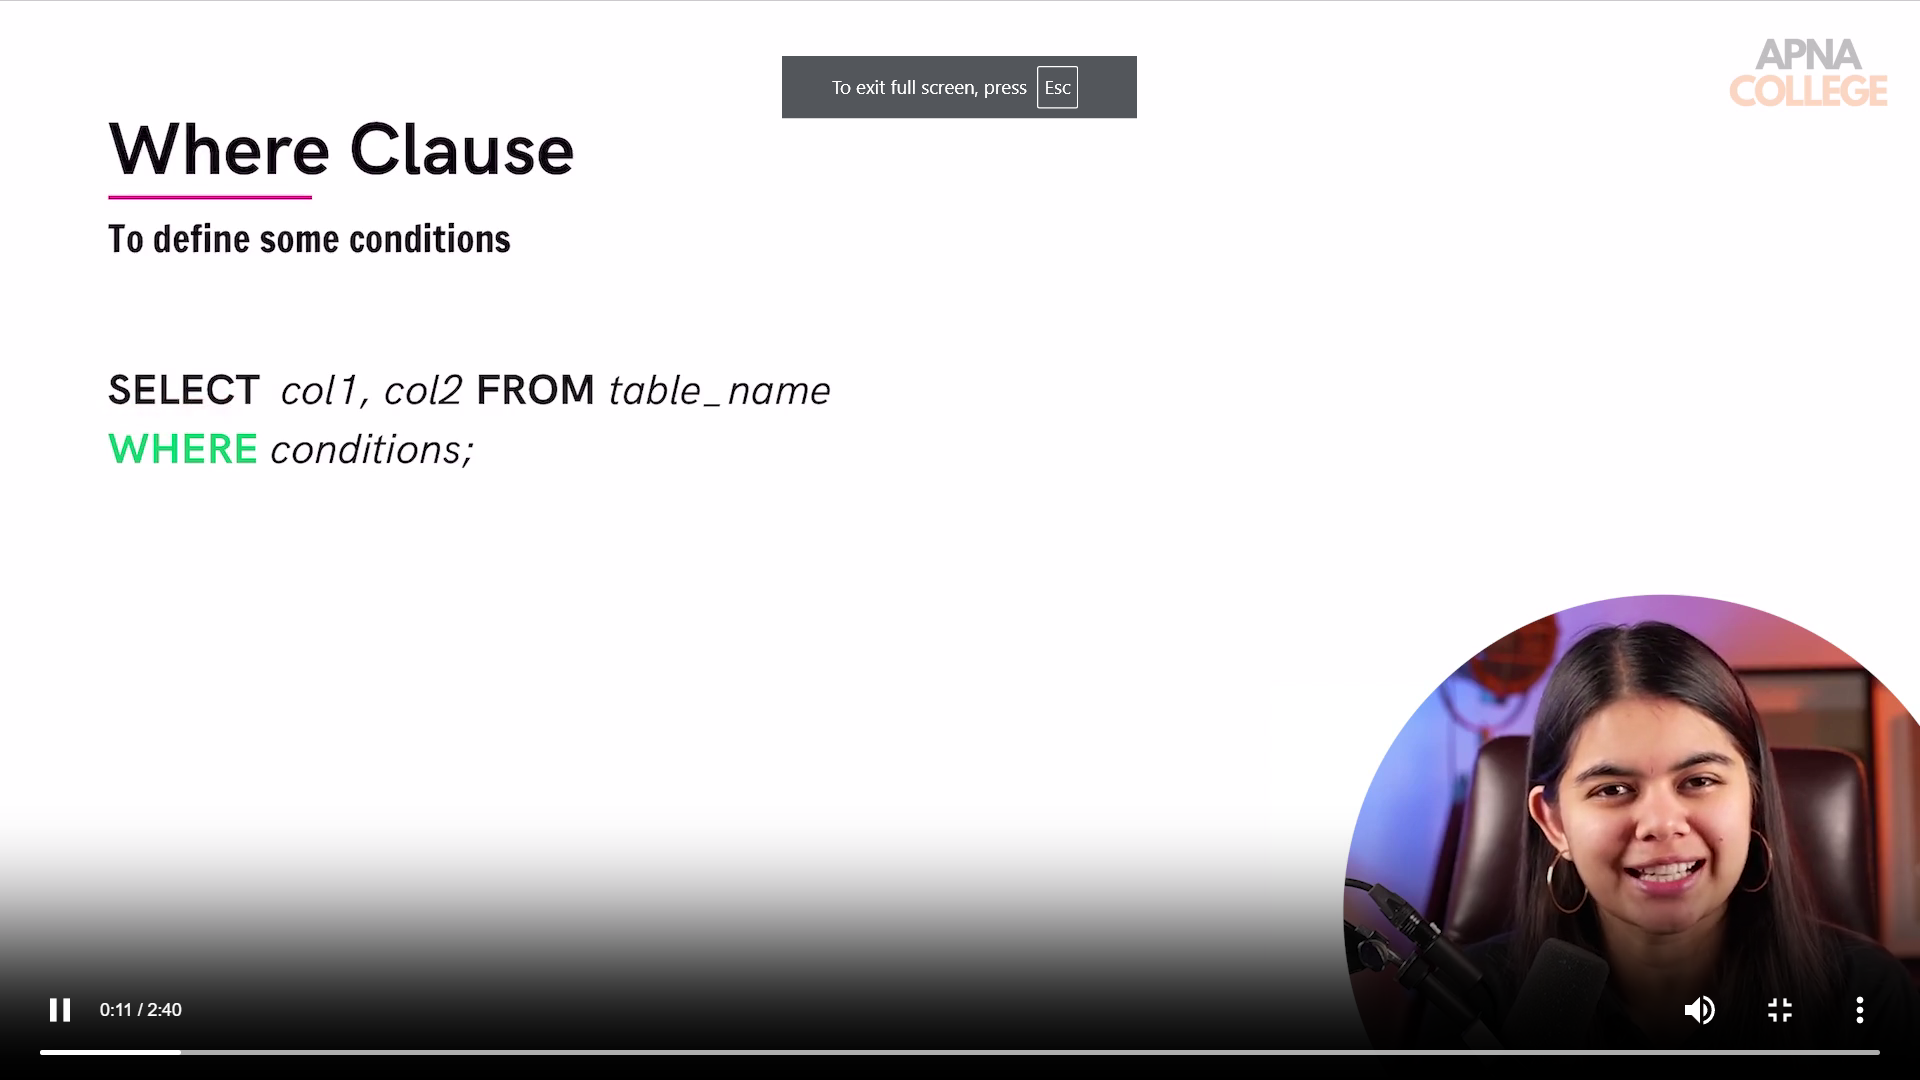 APNA
COLLEGE
To exit full screen, press Esc
Where Clause
To define some conditions
SELECT col1, col2 FROM table_name
WHERE conditions;
0:11 / 2:40